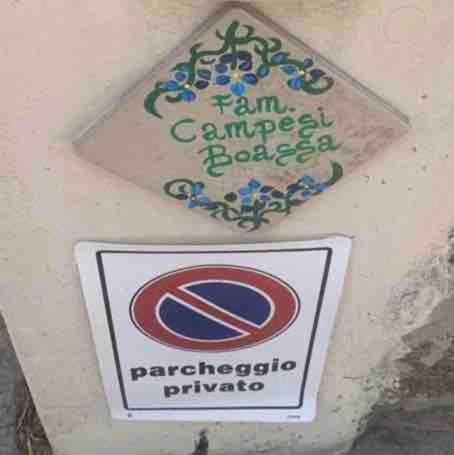 Fam.
Campesi
Boassa
parcheggio
privato